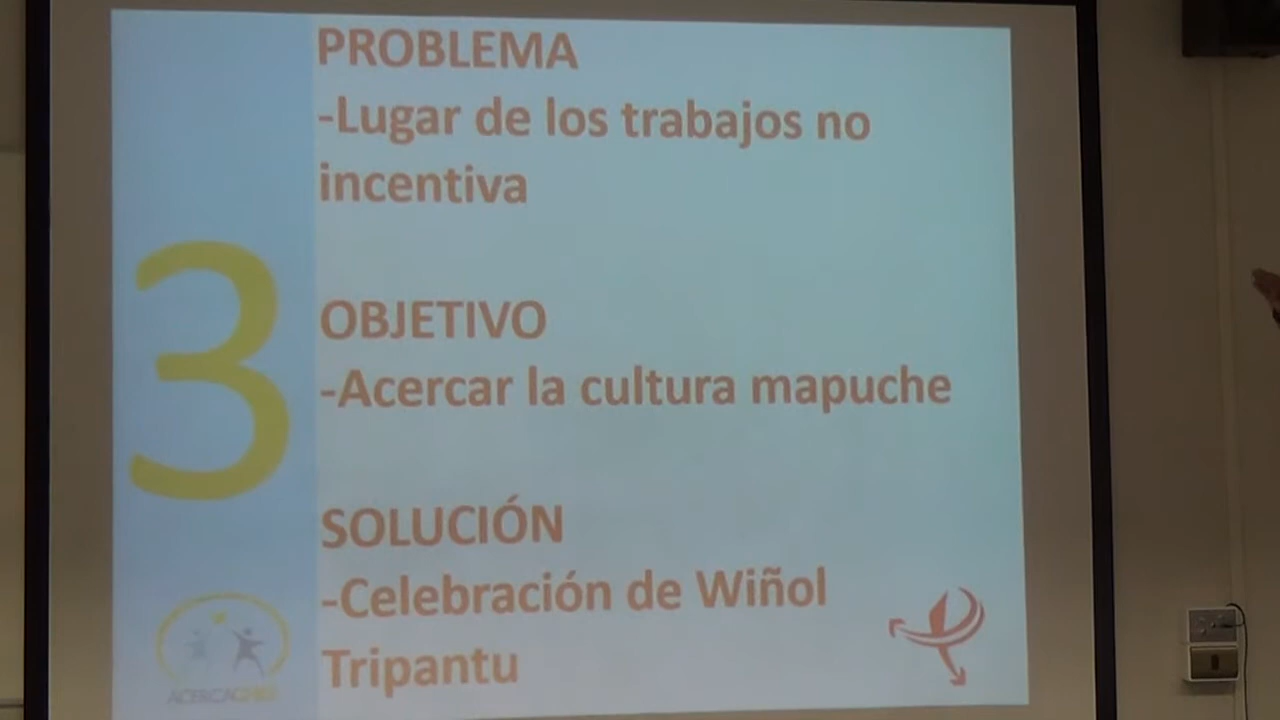 PROBLEMA
-Lugar de los trabajos no
incentiva
3
OBJETIVO
-Acercar la cultura mapuche
SOLUCIÓN
-Celebración de Wiñol
Tripantu